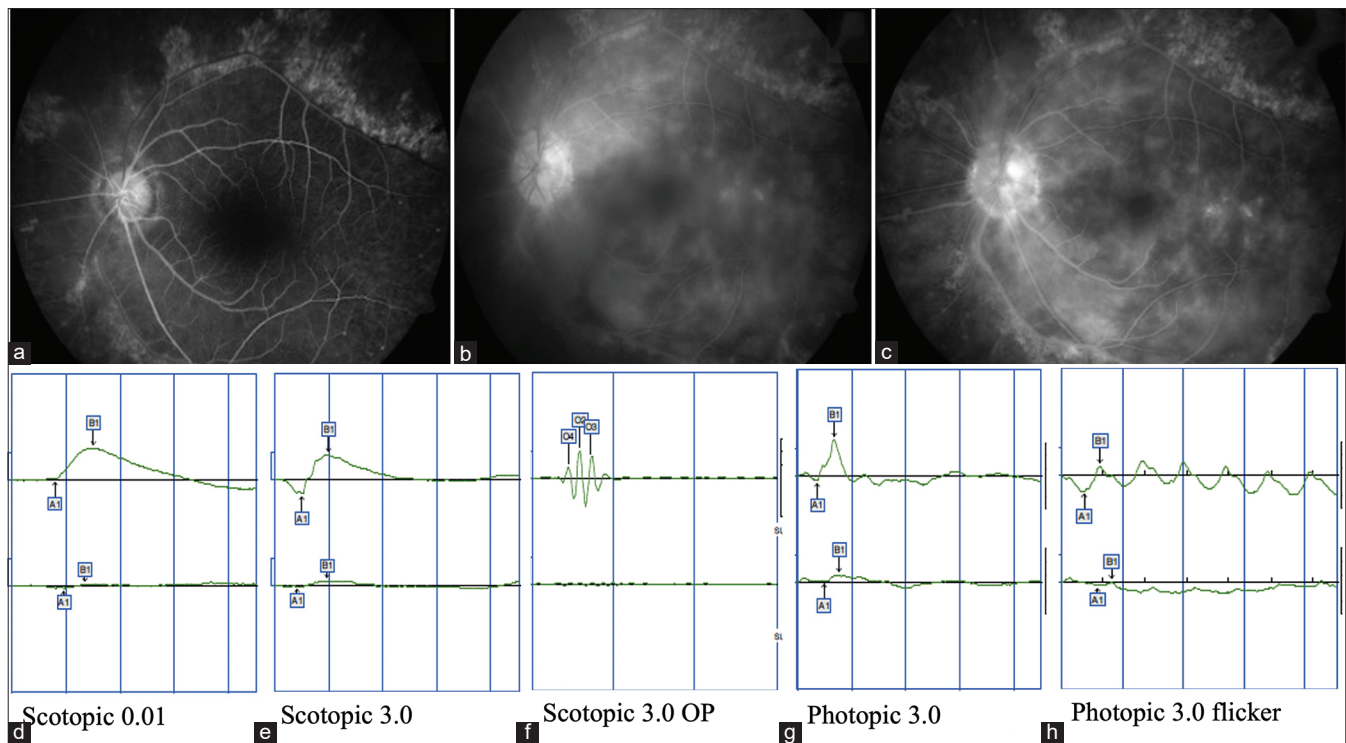 a
b
c
B1
A1
B1
A1
B1
A1
B1
A1
O4
O2
O3
B1
A1
B1
A1
B1
A1
B1
A1
d Scotopic 0.01
e Scotopic 3.0
f Scotopic 3.0 OP
g Photopic 3.0
h Photopic 3.0 flicker